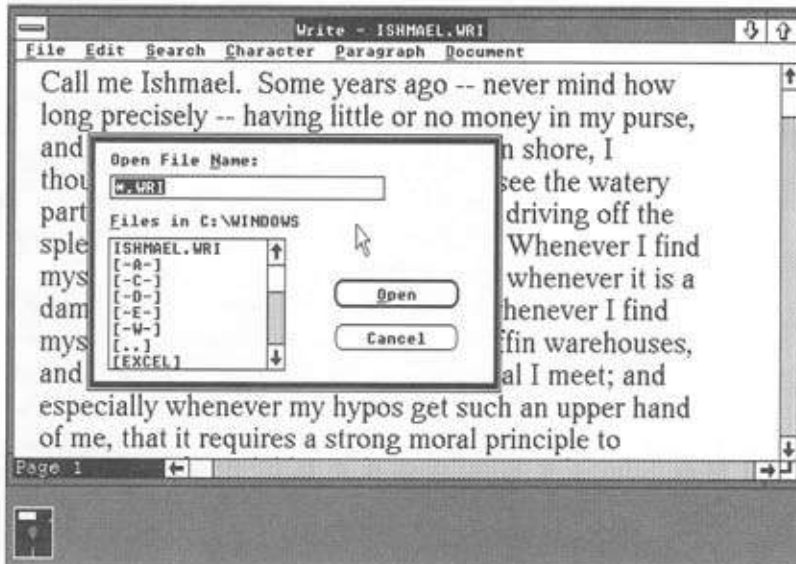 Write - ISHMAEL.WRI
File Edit Search Character Paragraph Document
Call me Ishmael. Some years ago -- never mind how
long precisely -- having little or no money in my purse,
and n shore, I
thou see the watery
part driving off the
sple Whenever I find
mys whenever it is a
dam henever I find
mys ffin warehouses,
and al I meet; and
especially whenever my hypos get such an upper hand
of me, that it requires a strong moral principle to
Open File Name:
*.WRI
Files in C:\WINDOWS
ISHMAEL.WRI
[-A-]
[-C-]
[-D-]
[-E-]
[-W-]
[..]
[EXCEL]
Open
Cancel
Page 1